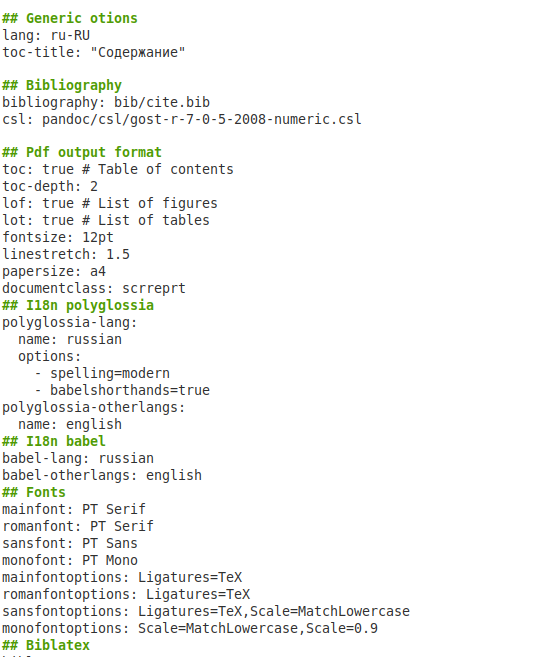 ## Generic otions
lang: ru-RU
toc-title: "Содержание"

## Bibliography
bibliography: bib/cite.bib
csl: pandoc/csl/gost-r-7-0-5-2008-numeric.csl

## Pdf output format
toc: true # Table of contents
toc-depth: 2
lof: true # List of figures
lot: true # List of tables
fontsize: 12pt
linestretch: 1.5
papersize: a4
documentclass: scrreprt
## I18n polyglossia
polyglossia-lang:
  name: russian
  options:
    - spelling=modern
    - babelshorthands=true
polyglossia-otherlangs:
  name: english
## I18n babel
babel-lang: russian
babel-otherlangs: english
## Fonts
mainfont: PT Serif
romanfont: PT Serif
sansfont: PT Sans
monofont: PT Mono
mainfontoptions: Ligatures=TeX
romanfontoptions: Ligatures=TeX
sansfontoptions: Ligatures=TeX,Scale=MatchLowercase
monofontoptions: Scale=MatchLowercase,Scale=0.9
## Biblatex